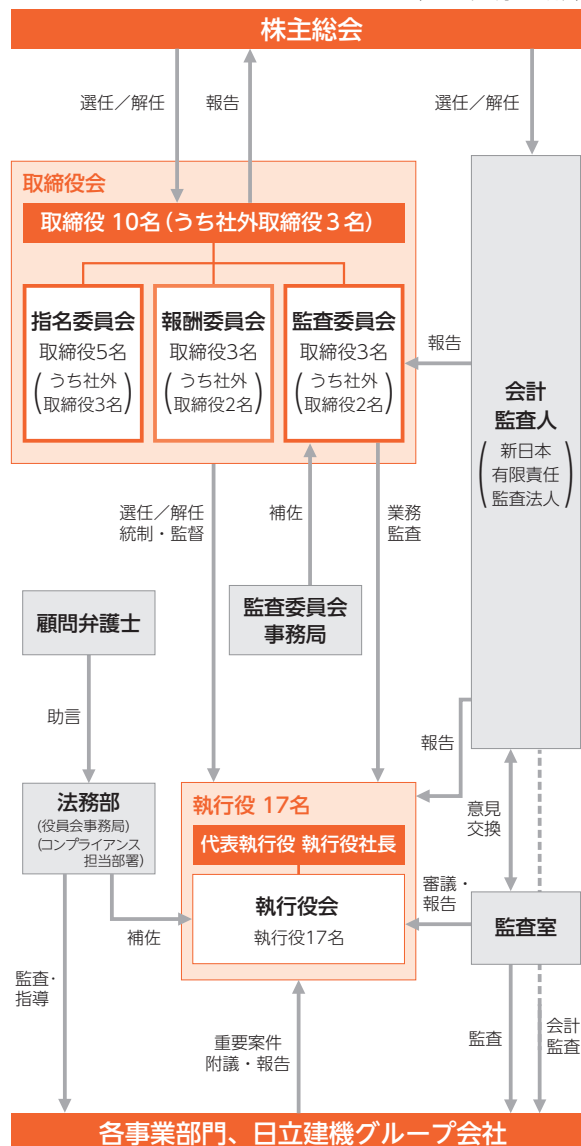 株主総会
選任／解任
報告
選任／解任
取締役会
取締役 10名（うち社外取締役３名）
指名委員会
取締役5名
（うち社外
取締役3名）
報酬委員会
取締役3名
（うち社外
取締役2名）
監査委員会
取締役3名
（うち社外
取締役2名）
報告
会計
監査人
（新日本
有限責任
監査法人）
選任／解任
統制・監督
補佐
業務
監査
顧問弁護士
監査委員会
事務局
助言
報告
法務部
(役員会事務局)
(コンプライアンス
担当部署)
執行役 17名
代表執行役 執行役社長
執行役会
執行役17名
意見
交換
審議・
報告
監査室
補佐
監査・
指導
重要案件
附議・報告
監査
会計
監査
各事業部門、日立建機グループ会社